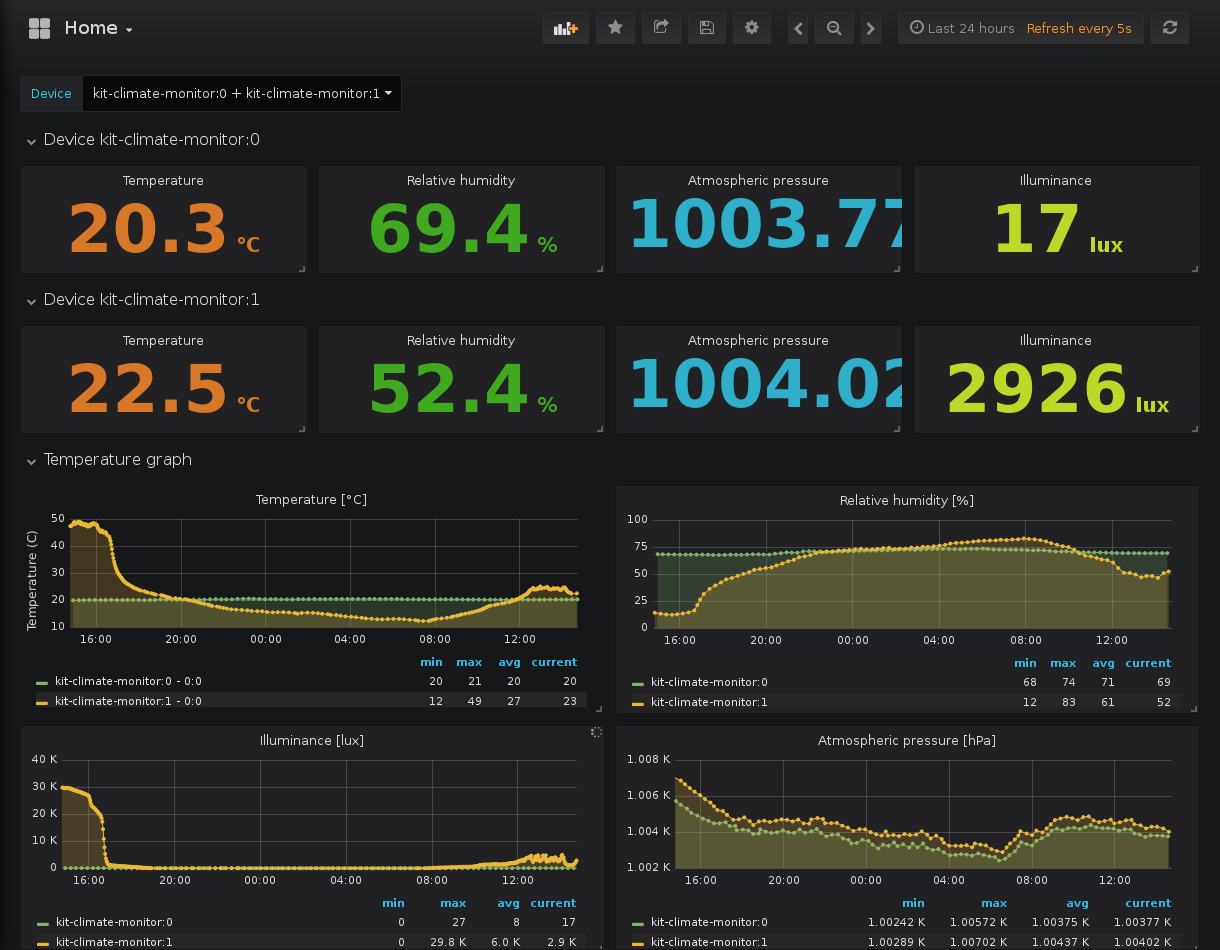 Home
Last 24 hours Refresh every 5s
Device kit-climate-monitor:0 + kit-climate-monitor:1
Device kit-climate-monitor:0
Temperature Relative humidity Atmospheric pressure Illuminance
20.3 °C 69.4 % 1003.77 17 lux
Device kit-climate-monitor:1
Temperature Relative humidity Atmospheric pressure Illuminance
22.5 °C 52.4 % 1004.02 2926 lux
Temperature graph
Temperature [°C]
Temperature (C)
50
40
30
20
10
16:00 20:00 00:00 04:00 08:00 12:00
min max avg current
kit-climate-monitor:0 - 0:0 20 21 20 20
kit-climate-monitor:1 - 0:0 12 49 27 23
Relative humidity [%]
100
75
50
25
0
16:00 20:00 00:00 04:00 08:00 12:00
min max avg current
kit-climate-monitor:0 68 74 71 69
kit-climate-monitor:1 12 83 61 52
Illuminance [lux]
40 K
30 K
20 K
10 K
0
16:00 20:00 00:00 04:00 08:00 12:00
min max avg current
kit-climate-monitor:0 0 27 8 17
kit-climate-monitor:1 0 29.8 K 6.0 K 2.9 K
Atmospheric pressure [hPa]
1.008 K
1.006 K
1.004 K
1.002 K
16:00 20:00 00:00 04:00 08:00 12:00
min max avg current
kit-climate-monitor:0 1.00242 K 1.00572 K 1.00375 K 1.00377 K
kit-climate-monitor:1 1.00289 K 1.00702 K 1.00437 K 1.00402 K